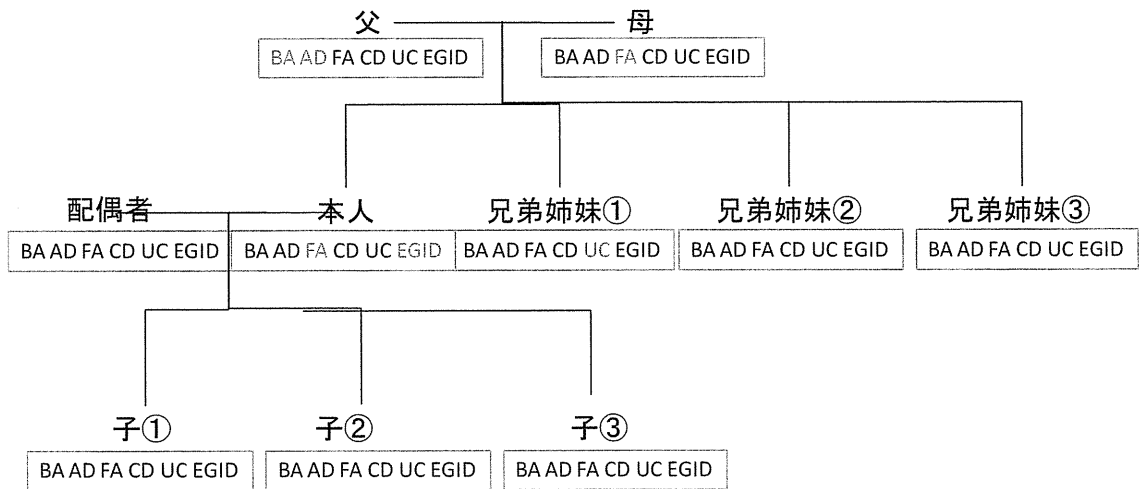 父 母
BA AD FA CD UC EGID BA AD FA CD UC EGID
配偶者 本人 兄弟姉妹① 兄弟姉妹② 兄弟姉妹③
BA AD FA CD UC EGID BA AD FA CD UC EGID BA AD FA CD UC EGID BA AD FA CD UC EGID BA AD FA CD UC EGID
子① 子② 子③
BA AD FA CD UC EGID BA AD FA CD UC EGID BA AD FA CD UC EGID